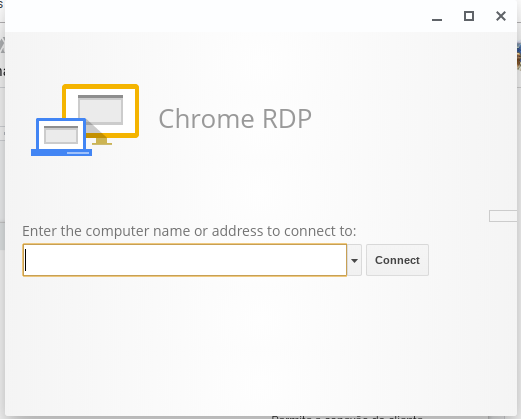 Chrome RDP
Enter the computer name or address to connect to:
Connect